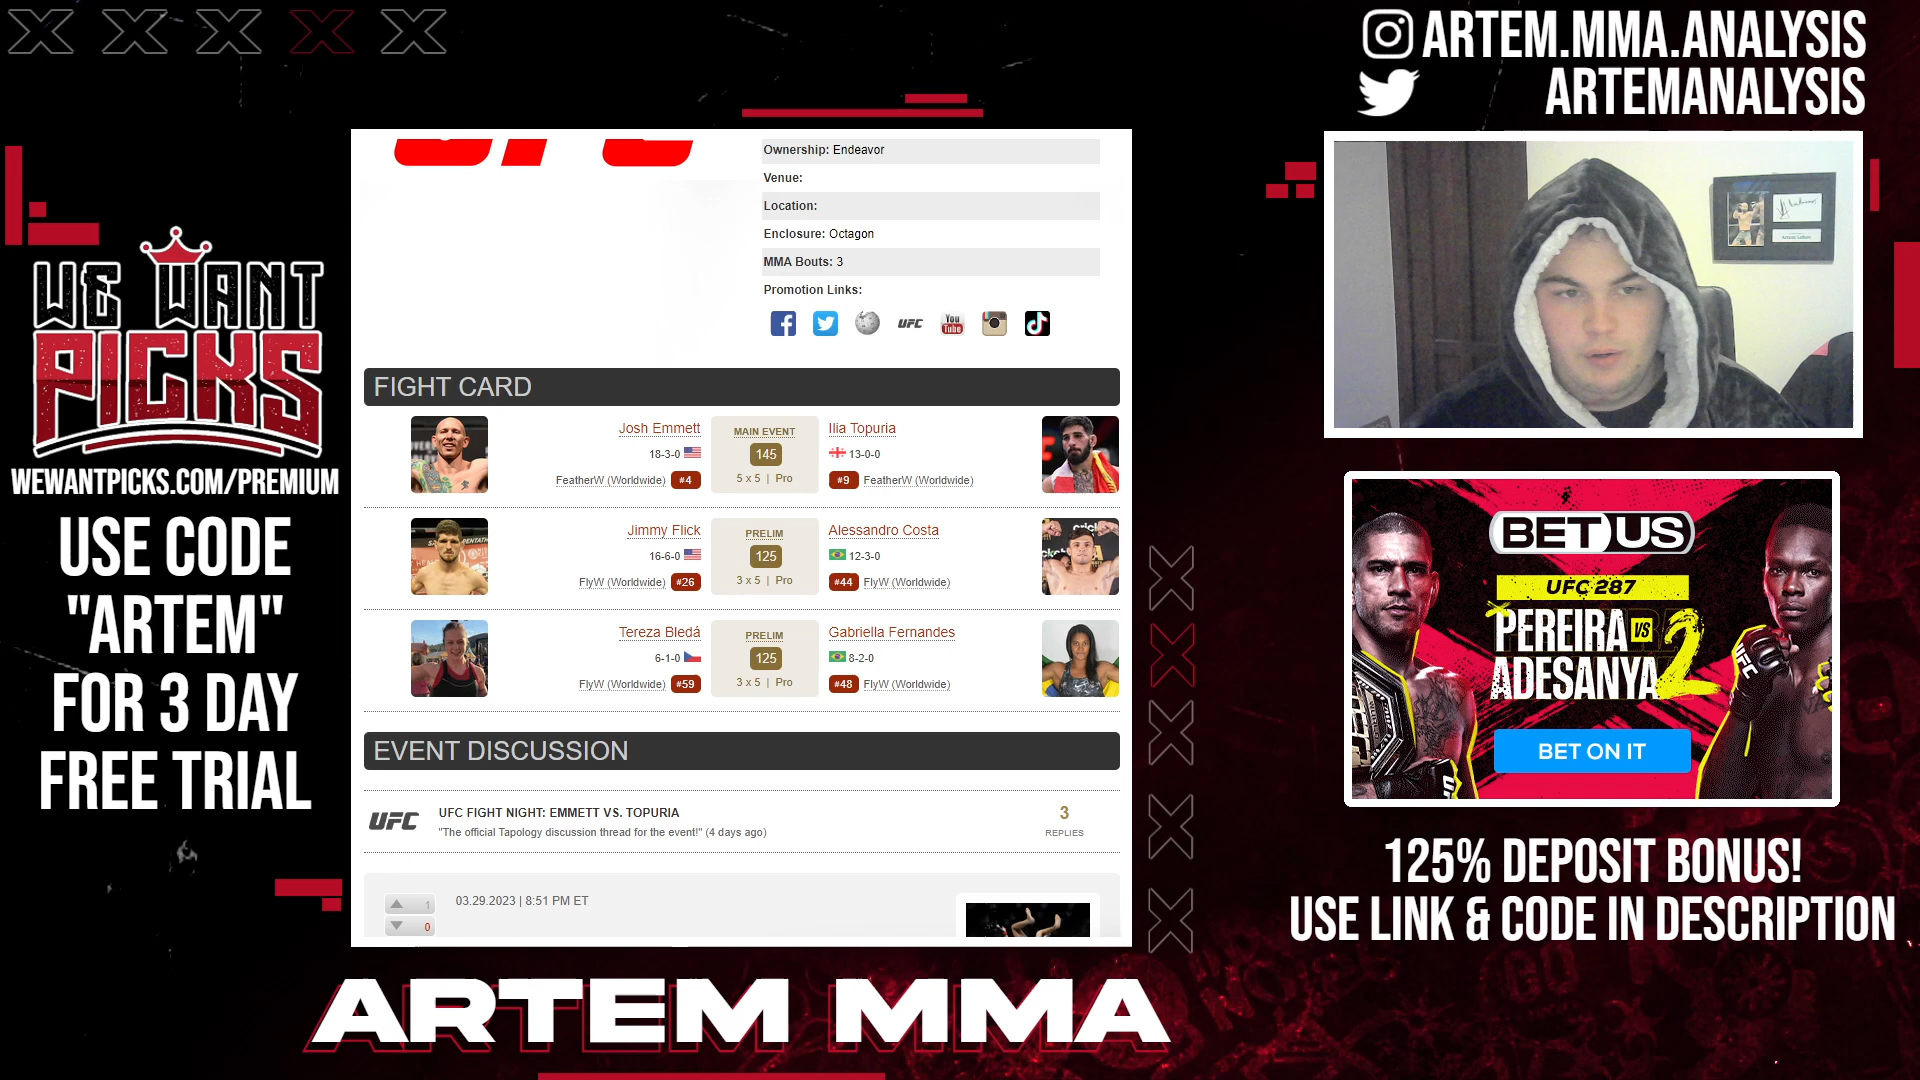 ARTEM.MMA.ANALYSIS
ARTEMANALYSIS
WE WANT
PICKS
WEWANTPICKS.COM/PREMIUM
USE CODE
"ARTEM"
FOR 3 DAY
FREE TRIAL
Ownership: Endeavor
Venue:
Location:
Enclosure: Octagon
MMA Bouts: 3
Promotion Links:
UFC
You
Tube
FIGHT CARD
Josh Emmett MAIN EVENT Ilia Topuria
18-3-0 145 13-0-0
FeatherW (Worldwide) #4 5 x 5 | Pro #9 FeatherW (Worldwide)
Jimmy Flick PRELIM Alessandro Costa
16-6-0 125 12-3-0
FlyW (Worldwide) #26 3 x 5 | Pro #44 FlyW (Worldwide)
Tereza Bledá PRELIM Gabriella Fernandes
6-1-0 125 8-2-0
FlyW (Worldwide) #59 3 x 5 | Pro #48 FlyW (Worldwide)
EVENT DISCUSSION
UFC
UFC FIGHT NIGHT: EMMETT VS. TOPURIA 3
"The official Tapology discussion thread for the event!" (4 days ago) REPLIES
1 03.29.2023 | 8:51 PM ET
0
BET US
UFC 287
PEREIRA VS
ADESANYA 2
BET ON IT
125% DEPOSIT BONUS!
USE LINK & CODE IN DESCRIPTION
ARTEM MMA